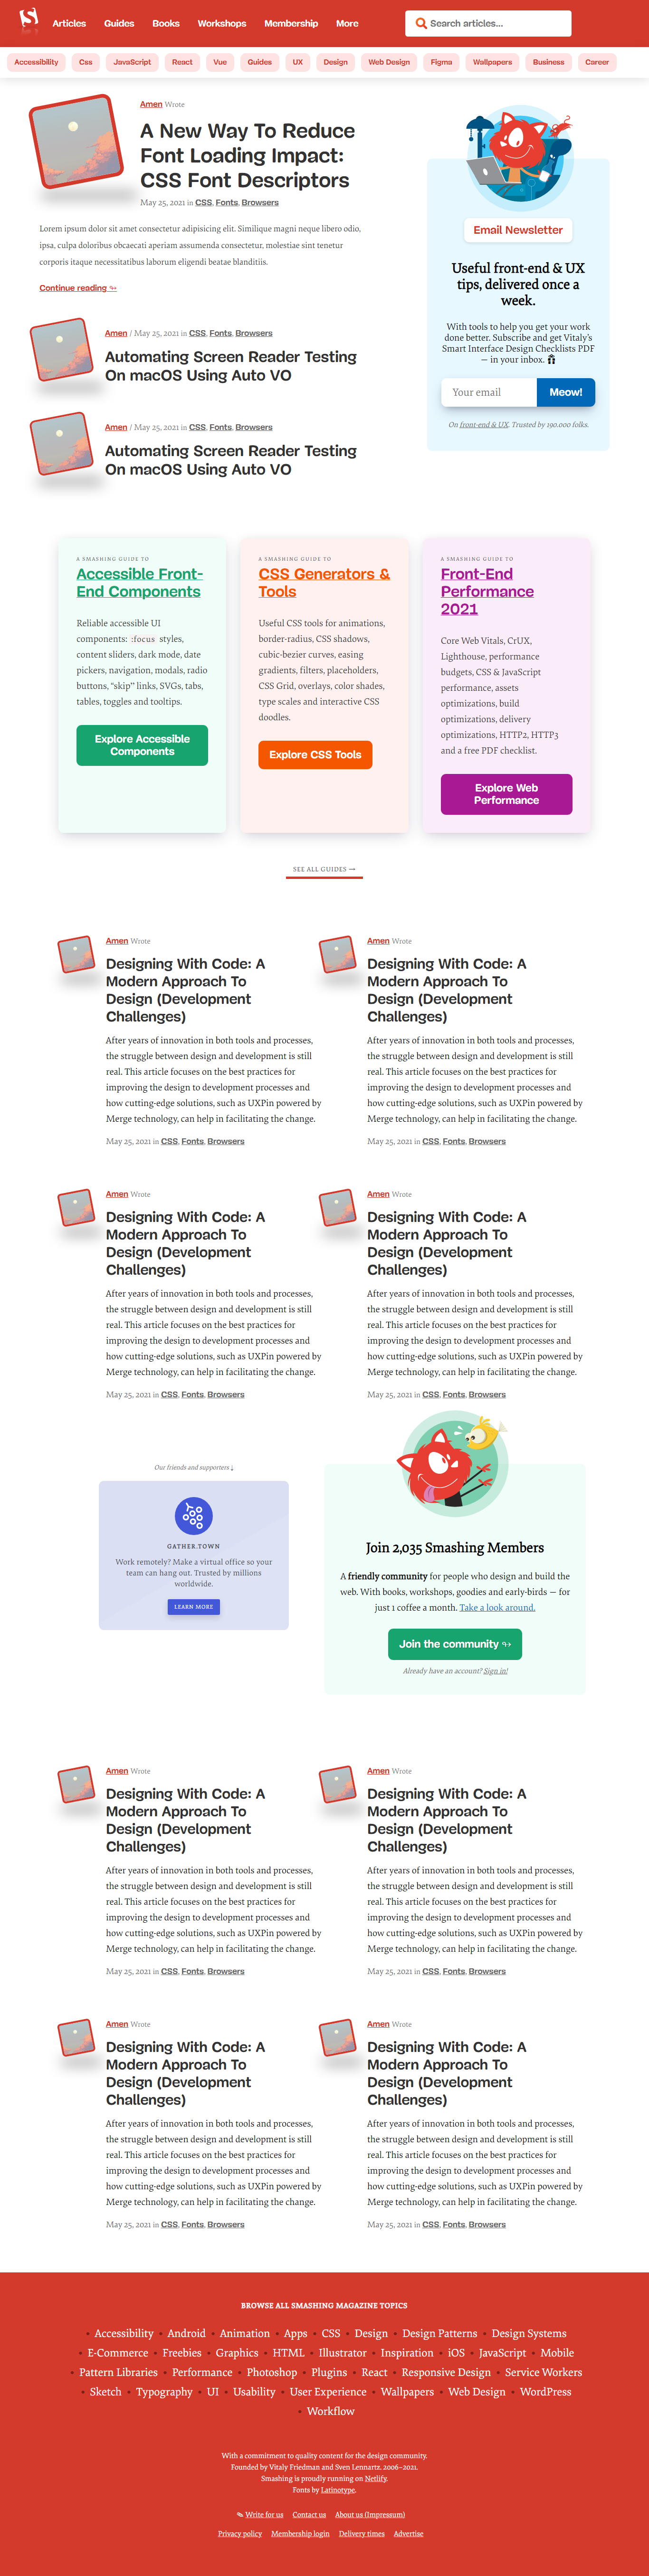 Articles Guides Books Workshops Membership More Search articles...
Accessibility Css JavaScript React Vue Guides UX Design Web Design Figma Wallpapers Business Career
Amen Wrote
A New Way To Reduce
Font Loading Impact:
CSS Font Descriptors
May 25, 2021 in CSS, Fonts, Browsers
Lorem ipsum dolor sit amet consectetur adipisicing elit. Similique magni neque libero odio,
ipsa, culpa doloribus obcaecati aperiam assumenda consectetur, molestiae sint tenetur
corporis itaque necessitatibus laborum eligendi beatae blanditiis.
Continue reading ↬
Amen / May 25, 2021 in CSS, Fonts, Browsers
Automating Screen Reader Testing
On macOS Using Auto VO
Amen / May 25, 2021 in CSS, Fonts, Browsers
Automating Screen Reader Testing
On macOS Using Auto VO
Email Newsletter
Useful front-end & UX
tips, delivered once a
week.
With tools to help you get your work
done better. Subscribe and get Vitaly's
Smart Interface Design Checklists PDF
— in your inbox. 🎁
Your email Meow!
On front-end & UX. Trusted by 190.000 folks.
A SMASHING GUIDE TO
Accessible Front-
End Components
Reliable accessible UI
components: :focus styles,
content sliders, dark mode, date
pickers, navigation, modals, radio
buttons, "skip" links, SVGs, tabs,
tables, toggles and tooltips.
Explore Accessible
Components
A SMASHING GUIDE TO
CSS Generators &
Tools
Useful CSS tools for animations,
border-radius, CSS shadows,
cubic-bezier curves, easing
gradients, filters, placeholders,
CSS Grid, overlays, color shades,
type scales and interactive CSS
doodles.
Explore CSS Tools
A SMASHING GUIDE TO
Front-End
Performance
2021
Core Web Vitals, CrUX,
Lighthouse, performance
budgets, CSS & JavaScript
performance, assets
optimizations, build
optimizations, delivery
optimizations, HTTP2, HTTP3
and a free PDF checklist.
Explore Web
Performance
SEE ALL GUIDES →
Amen Wrote
Designing With Code: A
Modern Approach To
Design (Development
Challenges)
After years of innovation in both tools and processes,
the struggle between design and development is still
real. This article focuses on the best practices for
improving the design to development processes and
how cutting-edge solutions, such as UXPin powered by
Merge technology, can help in facilitating the change.
May 25, 2021 in CSS, Fonts, Browsers
Amen Wrote
Designing With Code: A
Modern Approach To
Design (Development
Challenges)
After years of innovation in both tools and processes,
the struggle between design and development is still
real. This article focuses on the best practices for
improving the design to development processes and
how cutting-edge solutions, such as UXPin powered by
Merge technology, can help in facilitating the change.
May 25, 2021 in CSS, Fonts, Browsers
Amen Wrote
Designing With Code: A
Modern Approach To
Design (Development
Challenges)
After years of innovation in both tools and processes,
the struggle between design and development is still
real. This article focuses on the best practices for
improving the design to development processes and
how cutting-edge solutions, such as UXPin powered by
Merge technology, can help in facilitating the change.
May 25, 2021 in CSS, Fonts, Browsers
Amen Wrote
Designing With Code: A
Modern Approach To
Design (Development
Challenges)
After years of innovation in both tools and processes,
the struggle between design and development is still
real. This article focuses on the best practices for
improving the design to development processes and
how cutting-edge solutions, such as UXPin powered by
Merge technology, can help in facilitating the change.
May 25, 2021 in CSS, Fonts, Browsers
Our friends and supporters ↓
GATHER.TOWN
Work remotely? Make a virtual office so your
team can hang out. Trusted by millions
worldwide.
LEARN MORE
Join 2,035 Smashing Members
A friendly community for people who design and build the
web. With books, workshops, goodies and early-birds — for
just 1 coffee a month. Take a look around.
Join the community ↬
Already have an account? Sign in!
Amen Wrote
Designing With Code: A
Modern Approach To
Design (Development
Challenges)
After years of innovation in both tools and processes,
the struggle between design and development is still
real. This article focuses on the best practices for
improving the design to development processes and
how cutting-edge solutions, such as UXPin powered by
Merge technology, can help in facilitating the change.
May 25, 2021 in CSS, Fonts, Browsers
Amen Wrote
Designing With Code: A
Modern Approach To
Design (Development
Challenges)
After years of innovation in both tools and processes,
the struggle between design and development is still
real. This article focuses on the best practices for
improving the design to development processes and
how cutting-edge solutions, such as UXPin powered by
Merge technology, can help in facilitating the change.
May 25, 2021 in CSS, Fonts, Browsers
Amen Wrote
Designing With Code: A
Modern Approach To
Design (Development
Challenges)
After years of innovation in both tools and processes,
the struggle between design and development is still
real. This article focuses on the best practices for
improving the design to development processes and
how cutting-edge solutions, such as UXPin powered by
Merge technology, can help in facilitating the change.
May 25, 2021 in CSS, Fonts, Browsers
Amen Wrote
Designing With Code: A
Modern Approach To
Design (Development
Challenges)
After years of innovation in both tools and processes,
the struggle between design and development is still
real. This article focuses on the best practices for
improving the design to development processes and
how cutting-edge solutions, such as UXPin powered by
Merge technology, can help in facilitating the change.
May 25, 2021 in CSS, Fonts, Browsers
BROWSE ALL SMASHING MAGAZINE TOPICS
• Accessibility • Android • Animation • Apps • CSS • Design • Design Patterns • Design Systems
• E-Commerce • Freebies • Graphics • HTML • Illustrator • Inspiration • iOS • JavaScript • Mobile
• Pattern Libraries • Performance • Photoshop • Plugins • React • Responsive Design • Service Workers
• Sketch • Typography • UI • Usability • User Experience • Wallpapers • Web Design • WordPress
• Workflow
With a commitment to quality content for the design community.
Founded by Vitaly Friedman and Sven Lennartz. 2006–2021.
Smashing is proudly running on Netlify.
Fonts by Latinotype.
✎ Write for us Contact us About us (Impressum)
Privacy policy Membership login Delivery times Advertise